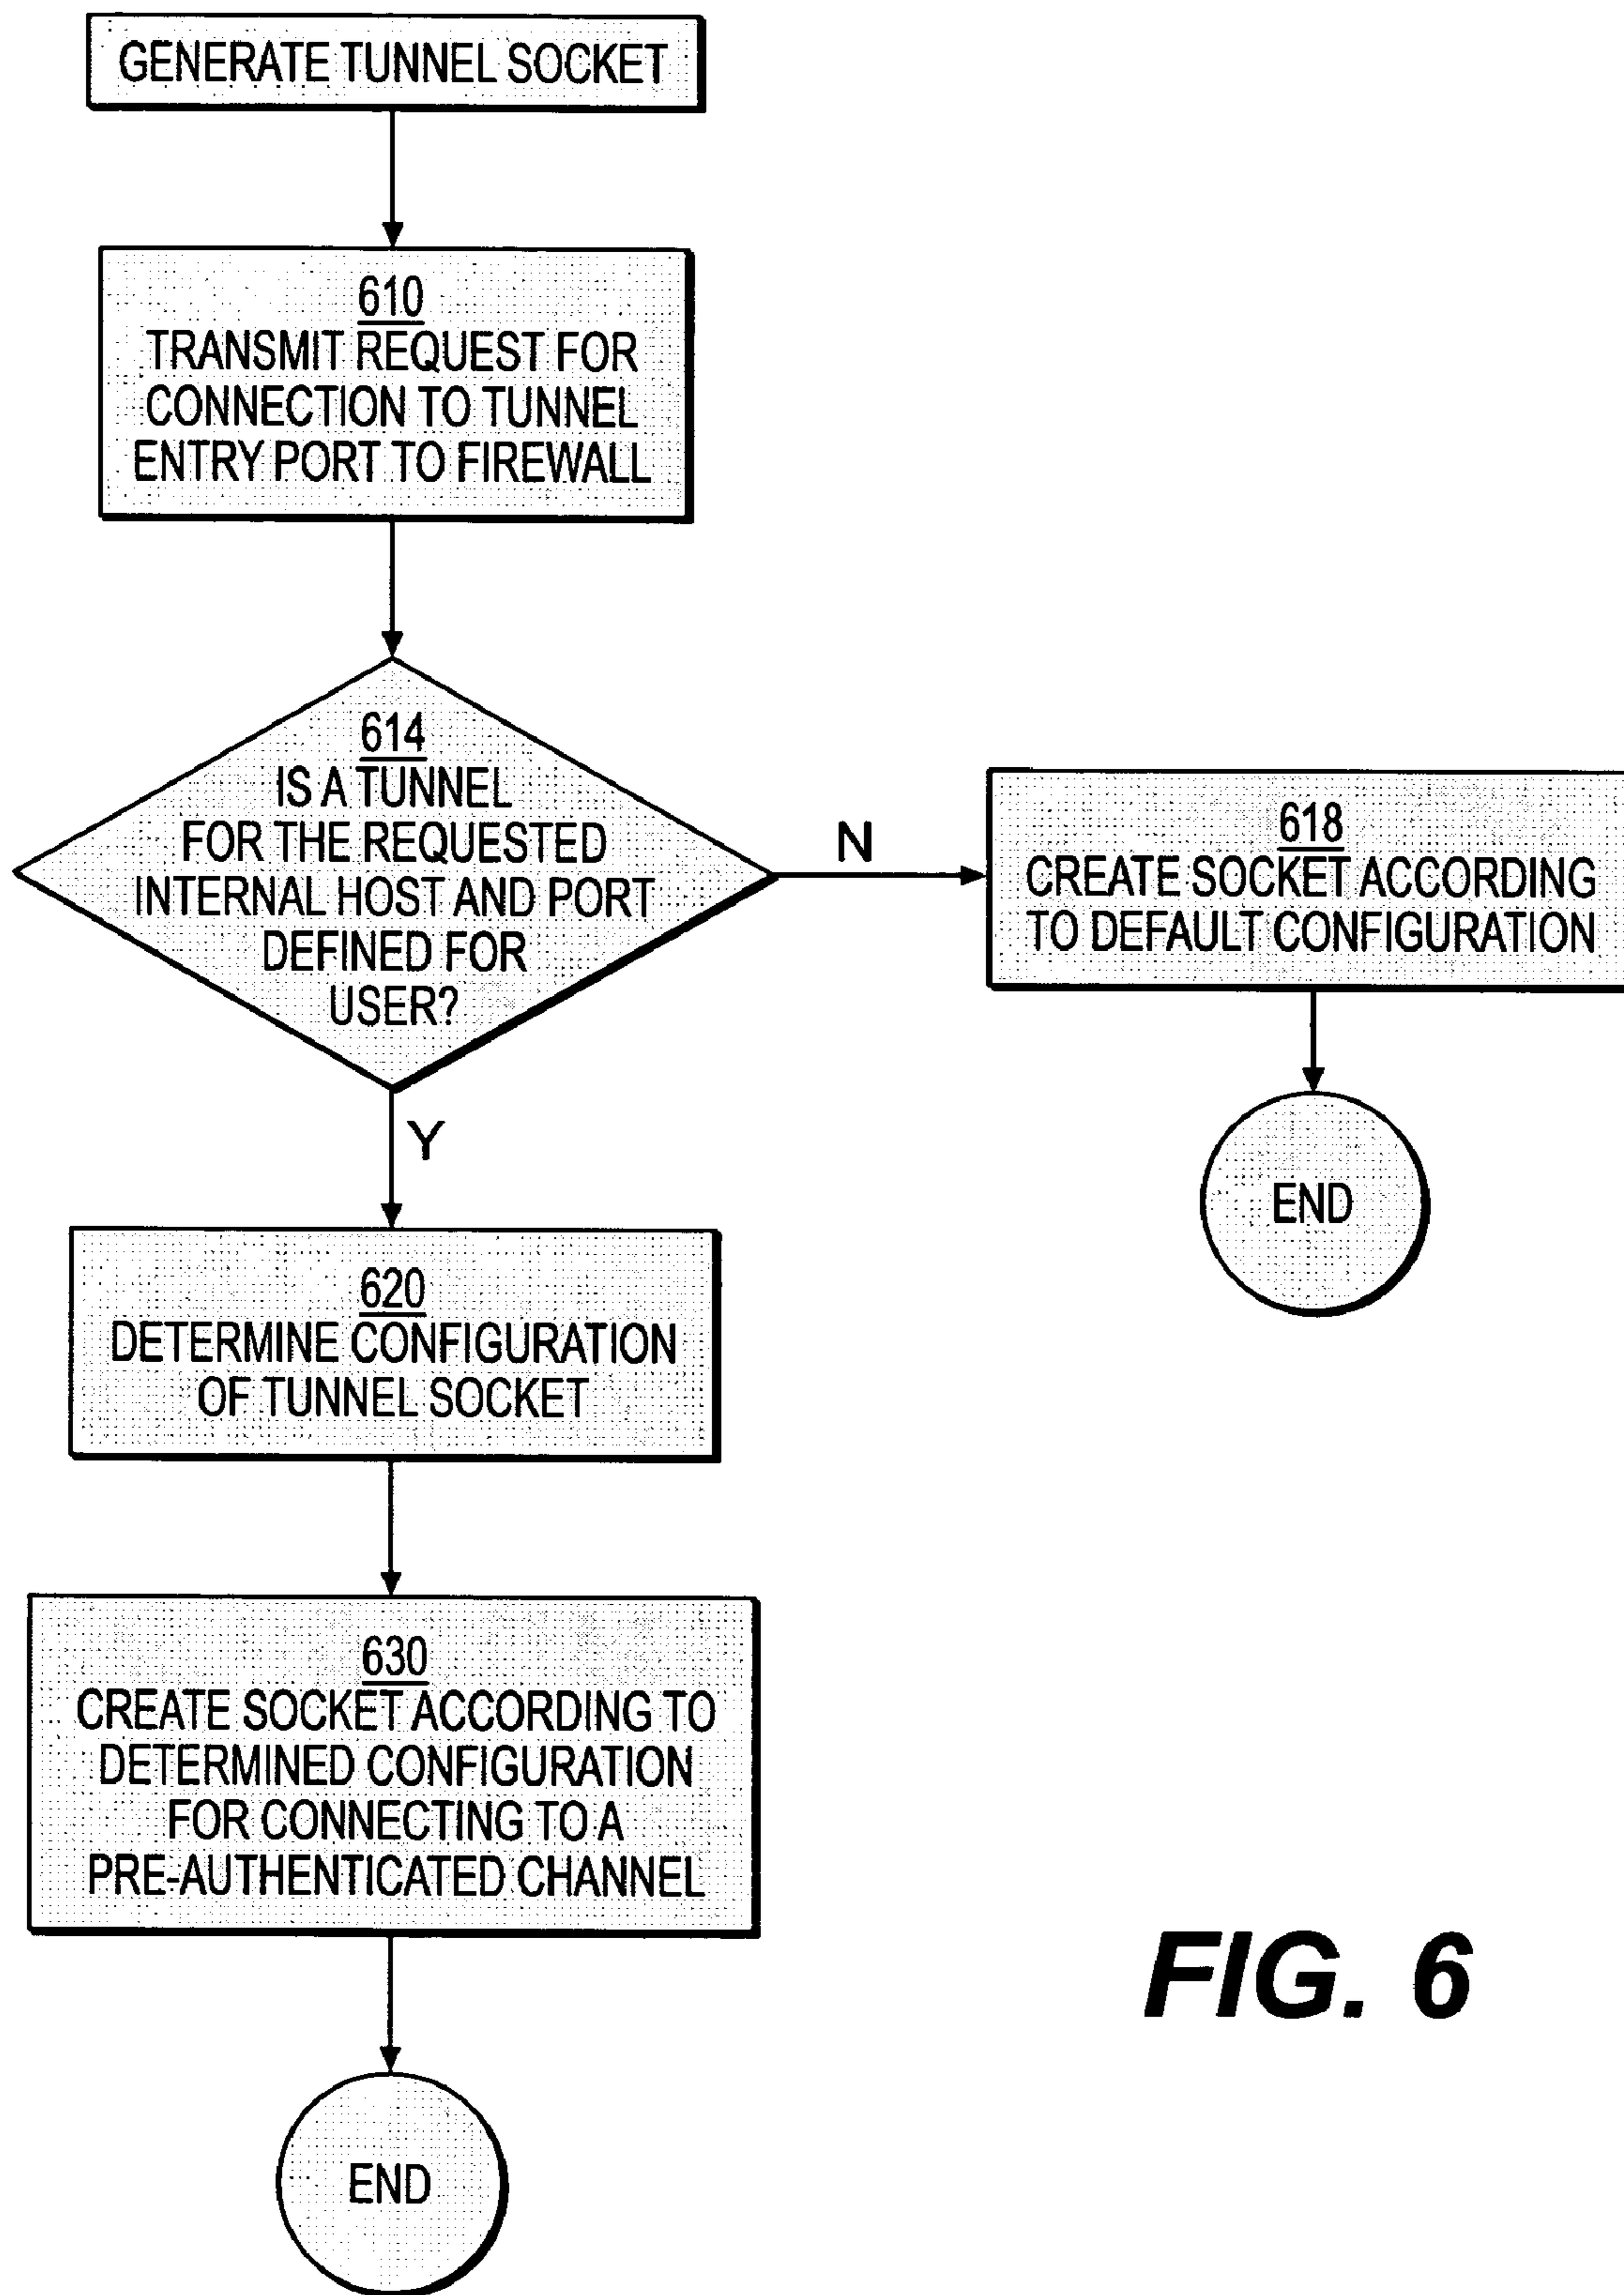 GENERATE TUNNEL SOCKET
610
TRANSMIT REQUEST FOR
CONNECTION TO TUNNEL
ENTRY PORT TO FIREWALL
614
IS A TUNNEL
FOR THE REQUESTED
INTERNAL HOST AND PORT
DEFINED FOR
USER?
N
618
CREATE SOCKET ACCORDING
TO DEFAULT CONFIGURATION
END
Y
620
DETERMINE CONFIGURATION
OF TUNNEL SOCKET
630
CREATE SOCKET ACCORDING TO
DETERMINED CONFIGURATION
FOR CONNECTING TO A
PRE-AUTHENTICATED CHANNEL
END
FIG. 6